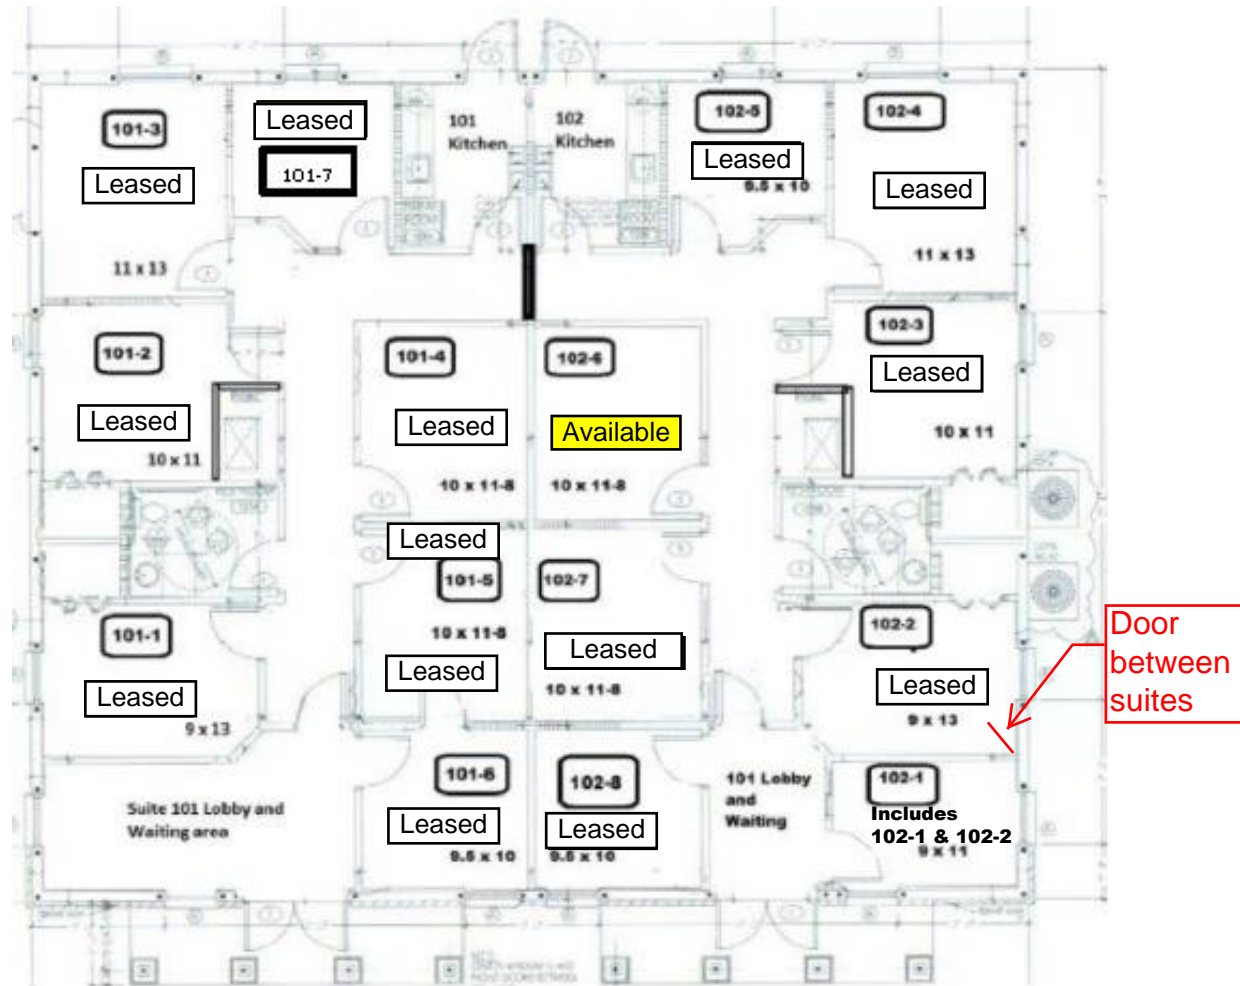 101-3
Leased
11 x 13
Leased
101-7
101
Kitchen
102
Kitchen
102-5
Leased
9.5 x 10
102-4
Leased
11 x 13
101-2
Leased
10 x 11
101-4
Leased
10 x 11-8
102-6
Available
10 x 11-8
102-3
Leased
10 x 11
Leased
101-5
10 x 11-8
Leased
102-7
Leased
10 x 11-8
101-1
Leased
9 x 13
102-2
Leased
9 x 13
Door
between
suites
Suite 101 Lobby and
Waiting area
101-6
Leased
9.5 x 10
102-8
Leased
9.5 x 10
101 Lobby
and
Waiting
102-1
Includes
102-1 & 102-2
9 x 11